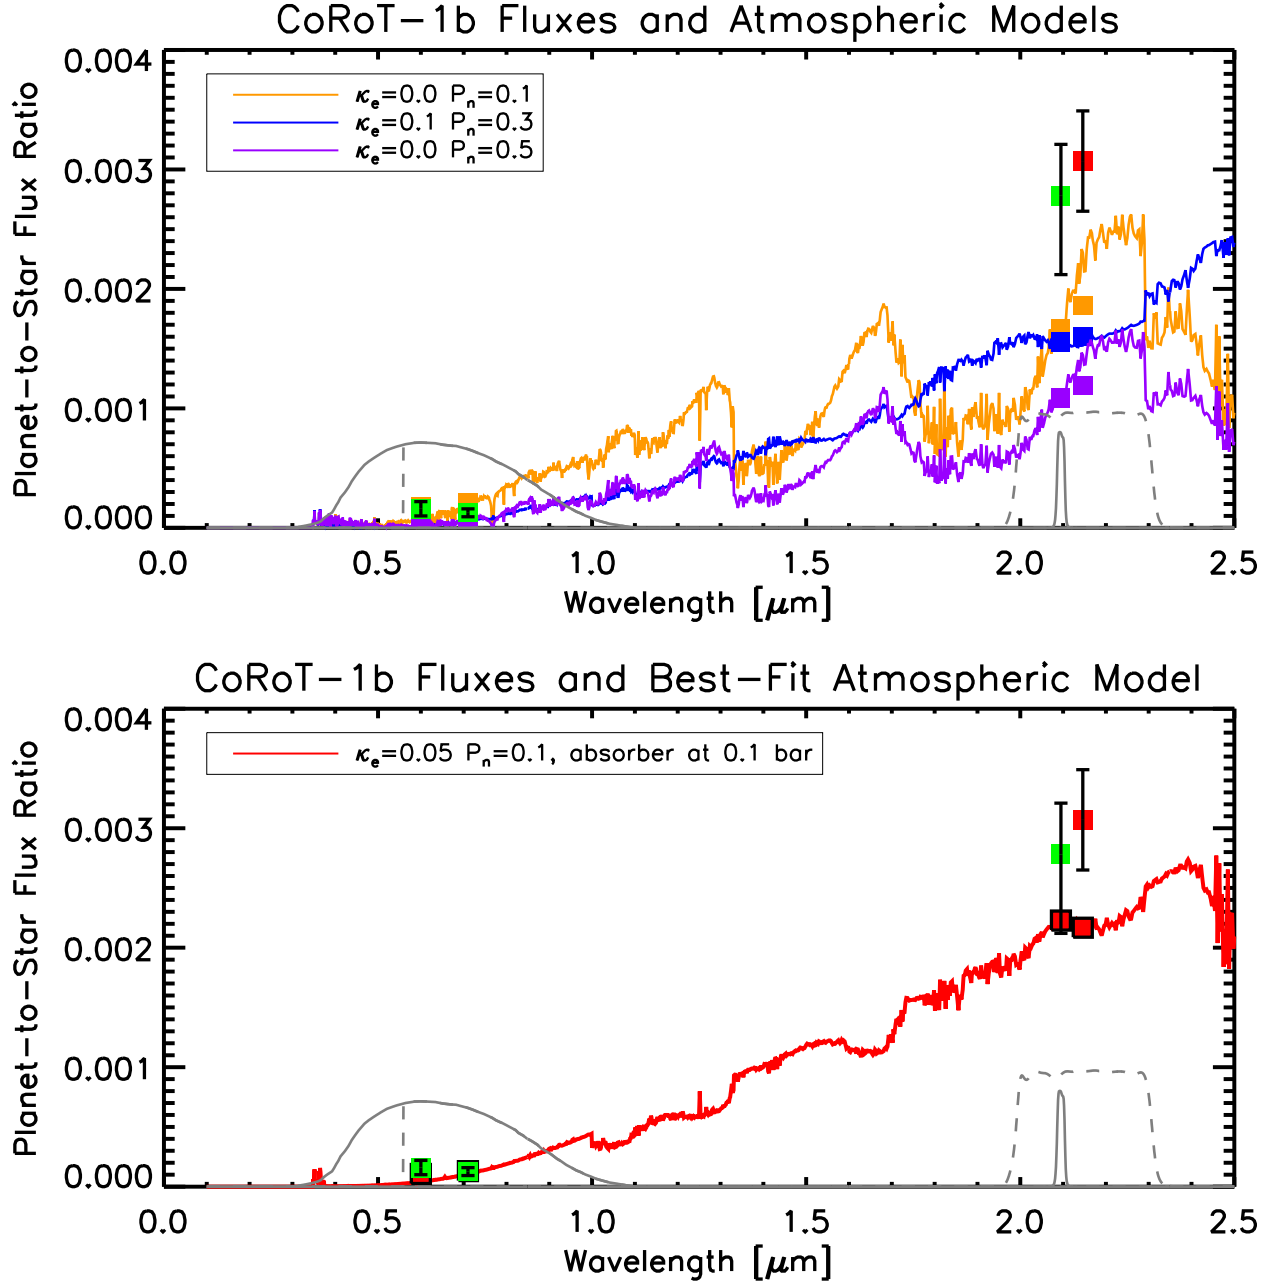 CoRoT-1b Fluxes and Atmospheric Models
0.004
0.003
0.002
0.001
0.000
Planet-to-Star Flux Ratio
κe=0.0 Pn=0.1
κe=0.1 Pn=0.3
κe=0.0 Pn=0.5
0.0 0.5 1.0 1.5 2.0 2.5
Wavelength [μm]
CoRoT-1b Fluxes and Best-Fit Atmospheric Model
0.004
0.003
0.002
0.001
0.000
Planet-to-Star Flux Ratio
κe=0.05 Pn=0.1, absorber at 0.1 bar
0.0 0.5 1.0 1.5 2.0 2.5
Wavelength [μm]